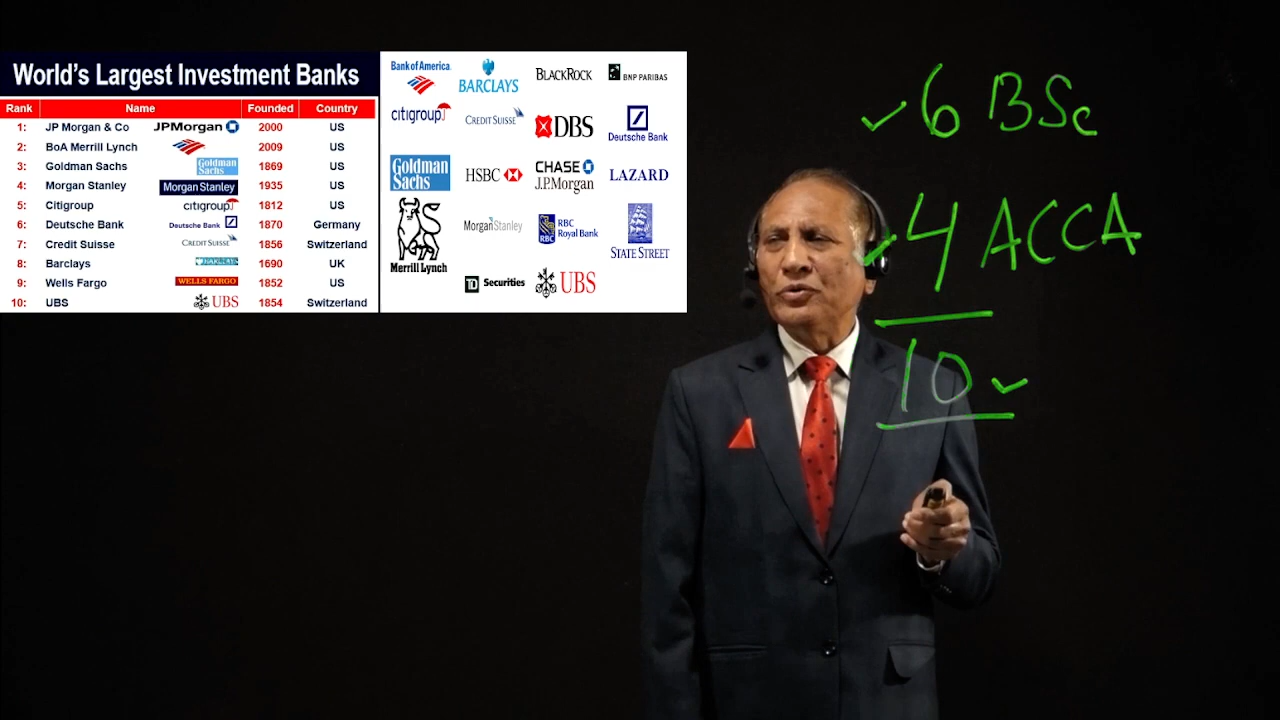 World's Largest Investment Banks
Rank Name Founded Country
1: JP Morgan & Co JPMorgan 2000 US
2: BoA Merrill Lynch 2009 US
3: Goldman Sachs Goldman Sachs 1869 US
4: Morgan Stanley Morgan Stanley 1935 US
5: Citigroup citigroup 1812 US
6: Deutsche Bank Deutsche Bank 1870 Germany
7: Credit Suisse CREDIT SUISSE 1856 Switzerland
8: Barclays BARCLAYS 1690 UK
9: Wells Fargo WELLS FARGO 1852 US
10: UBS UBS 1854 Switzerland
Bank of America BARCLAYS BLACKROCK BNP PARIBAS
citigroup CREDIT SUISSE DBS Deutsche Bank
Goldman Sachs HSBC CHASE J.P.Morgan LAZARD
Merrill Lynch Morgan Stanley RBC RBC Royal Bank STATE STREET
TD Securities UBS
6 BSc
4 ACCA
10